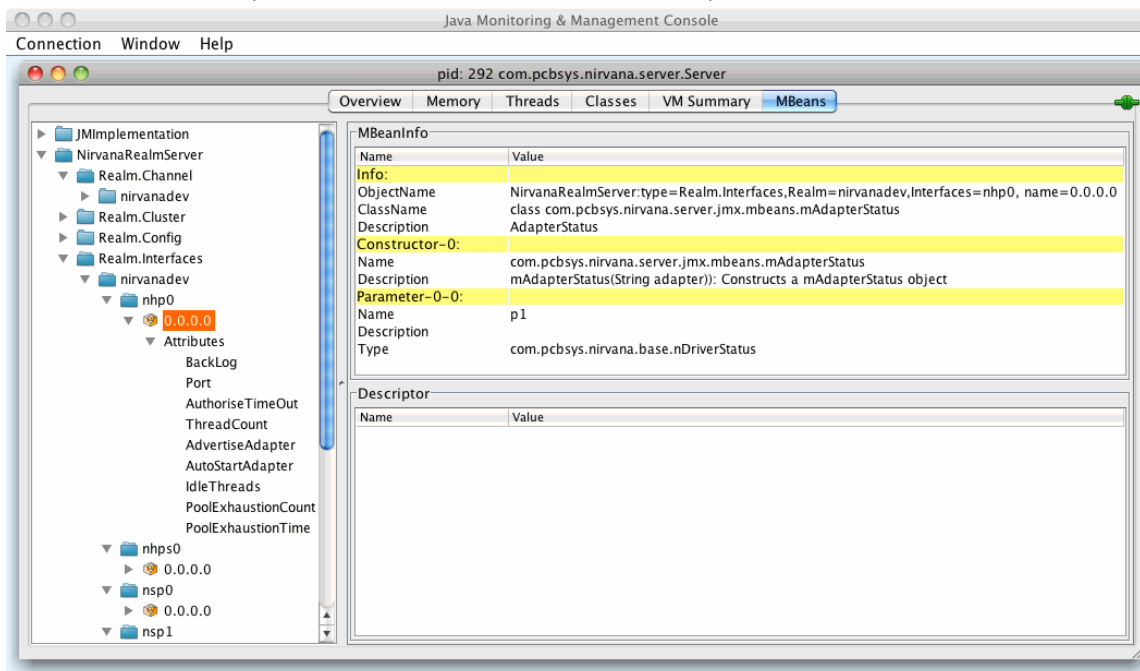 Java Monitoring & Management Console
Connection Window Help
pid: 292 com.pcbsys.nirvana.server.Server
Overview Memory Threads Classes VM Summary MBeans
JMImplementation
NirvanaRealmServer
Realm.Channel
nirvanadev
Realm.Cluster
Realm.Config
Realm.Interfaces
nirvanadev
nhp0
0.0.0.0
Attributes
BackLog
Port
AuthoriseTimeOut
ThreadCount
AdvertiseAdapter
AutoStartAdapter
IdleThreads
PoolExhaustionCount
PoolExhaustionTime
nhps0
0.0.0.0
nsp0
0.0.0.0
nsp1
MBeanInfo
Name Value
Info:
ObjectName NirvanaRealmServer:type=Realm.Interfaces,Realm=nirvanadev,Interfaces=nhp0, name=0.0.0.0
ClassName class com.pcbsys.nirvana.server.jmx.mbeans.mAdapterStatus
Description AdapterStatus
Constructor-0:
Name com.pcbsys.nirvana.server.jmx.mbeans.mAdapterStatus
Description mAdapterStatus(String adapter)): Constructs a mAdapterStatus object
Parameter-0-0:
Name p1
Description
Type com.pcbsys.nirvana.base.nDriverStatus
Descriptor
Name Value